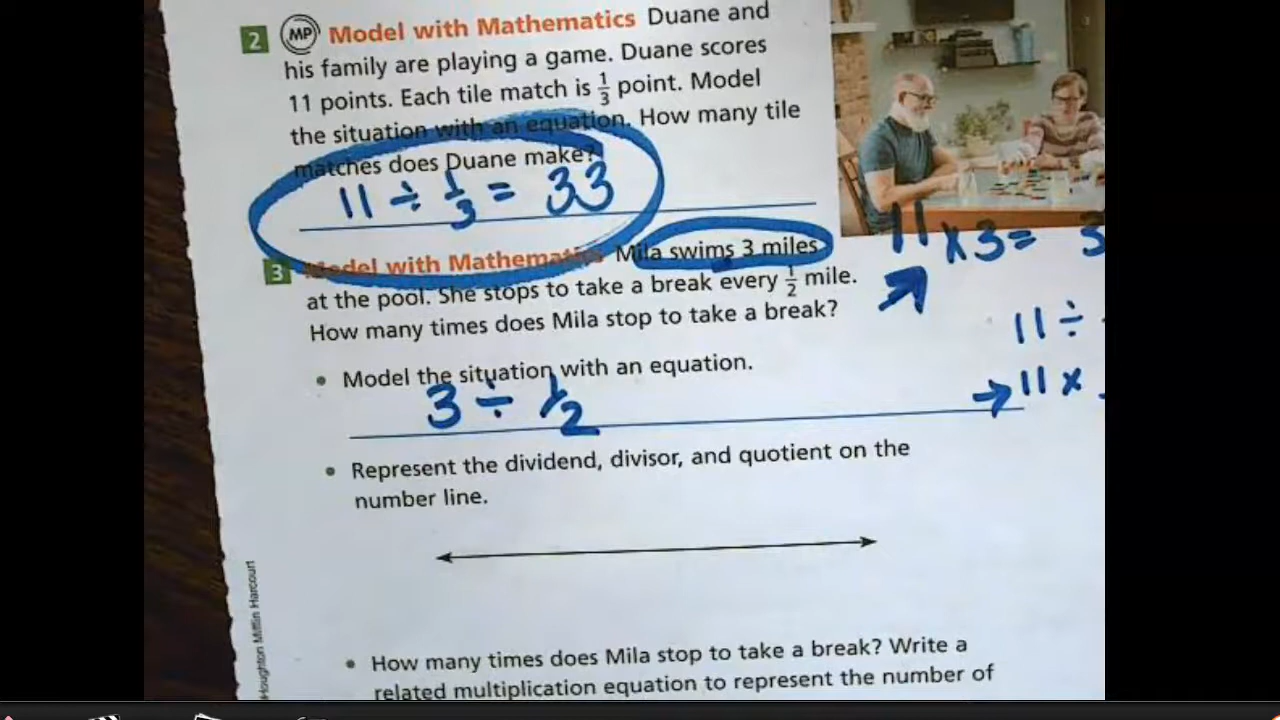 2 MP Model with Mathematics Duane and
his family are playing a game. Duane scores
11 points. Each tile match is 1/3 point. Model
the situation with an equation. How many tile
matches does Duane make?
11 ÷ 1/3 = 33
3 Model with Mathematics Mila swims 3 miles
at the pool. She stops to take a break every 1/2 mile.
How many times does Mila stop to take a break?
11 x 3 =
11 ÷
11 x
• Model the situation with an equation.
3 ÷ 1/2
• Represent the dividend, divisor, and quotient on the
number line.
• How many times does Mila stop to take a break? Write a
related multiplication equation to represent the number of
Houghton Mifflin Harcourt